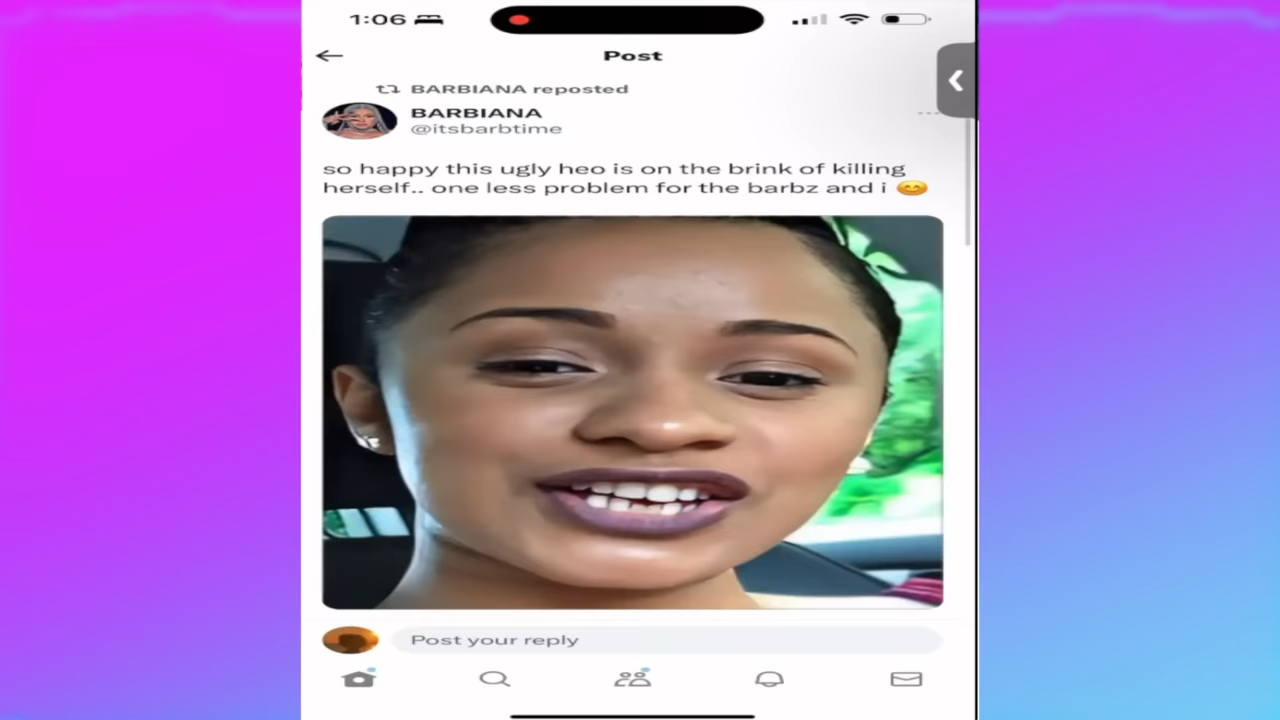 1:06
Post
BARBIANA reposted
BARBIANA
@itsbarbtime
so happy this ugly heo is on the brink of killing
herself.. one less problem for the barbz and i 😊
Post your reply